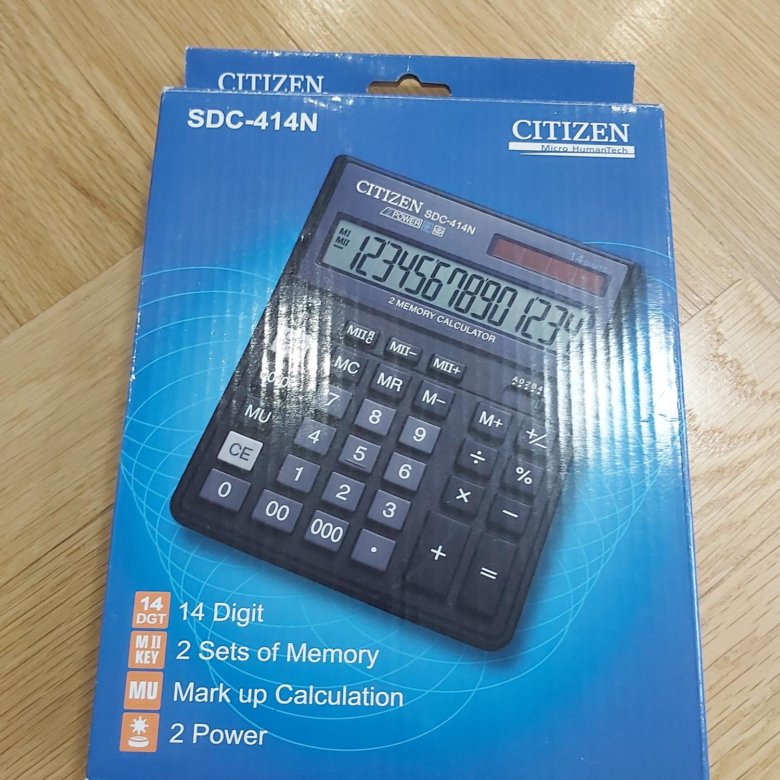 CITIZEN
SDC-414N
CITIZEN
Micro HumanTech
CITIZEN SDC-414N
2 POWER
14
MI
MII
12345678901234
2 MEMORY CALCULATOR
MII R C MII− MII+
MC MR M− M+ +/−
MU 7 8 9 ÷ %
CE 4 5 6 × −
1 2 3
0 00 000 · + =
14 DGT 14 Digit
M II KEY 2 Sets of Memory
MU Mark up Calculation
2 Power